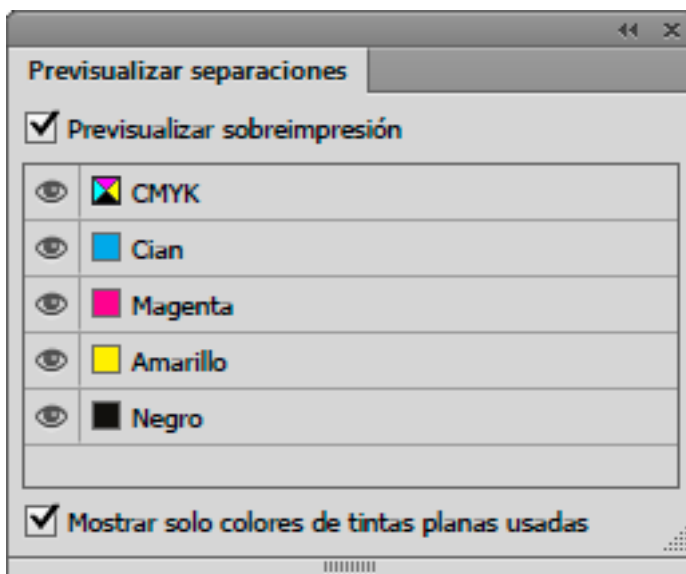 Previsualizar separaciones
Previsualizar sobreimpresión
CMYK
Cian
Magenta
Amarillo
Negro
Mostrar solo colores de tintas planas usadas